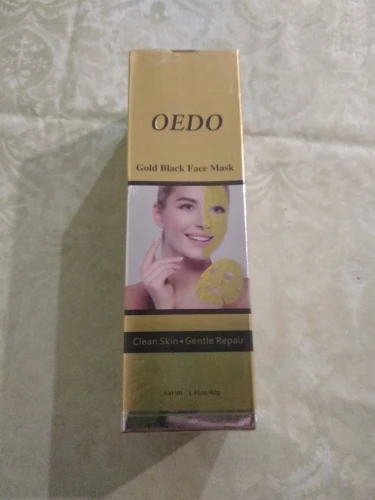 OEDO
Gold Black Face Mask
Clean Skin • Gentle Repair